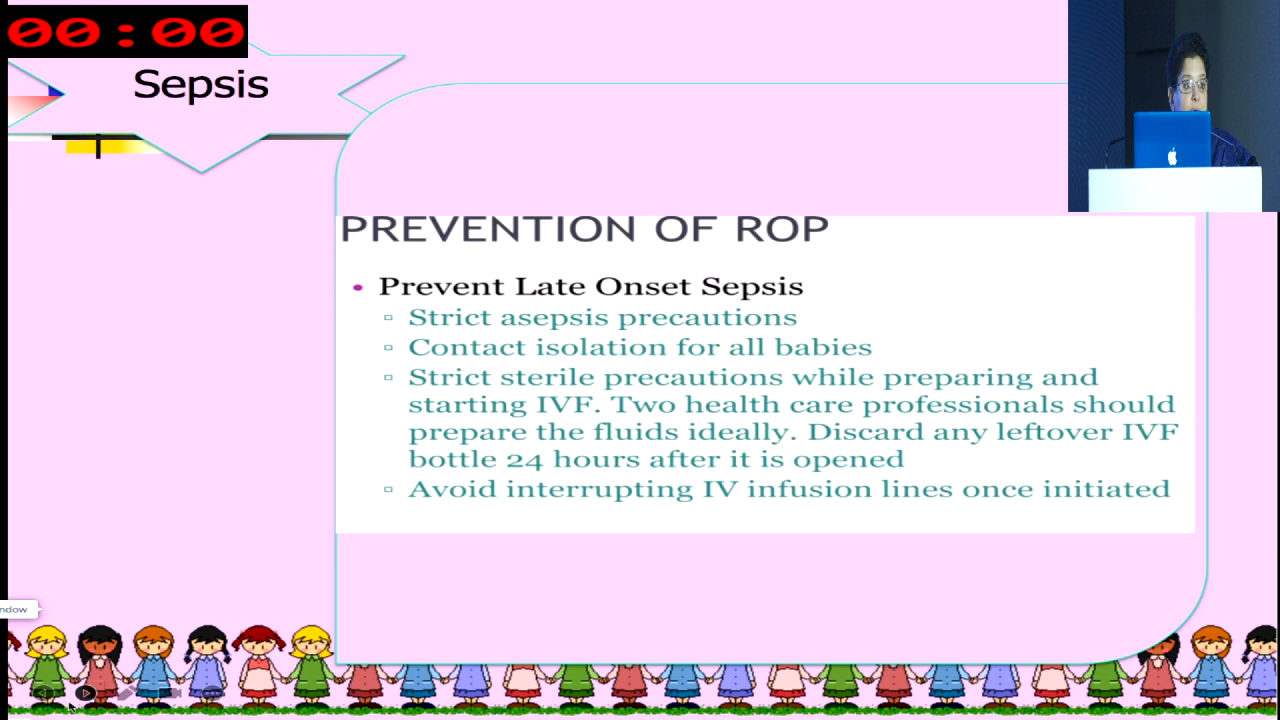 00:00
Sepsis
PREVENTION OF ROP
• Prevent Late Onset Sepsis
▫ Strict asepsis precautions
▫ Contact isolation for all babies
▫ Strict sterile precautions while preparing and
starting IVF. Two health care professionals should
prepare the fluids ideally. Discard any leftover IVF
bottle 24 hours after it is opened
▫ Avoid interrupting IV infusion lines once initiated
ndow